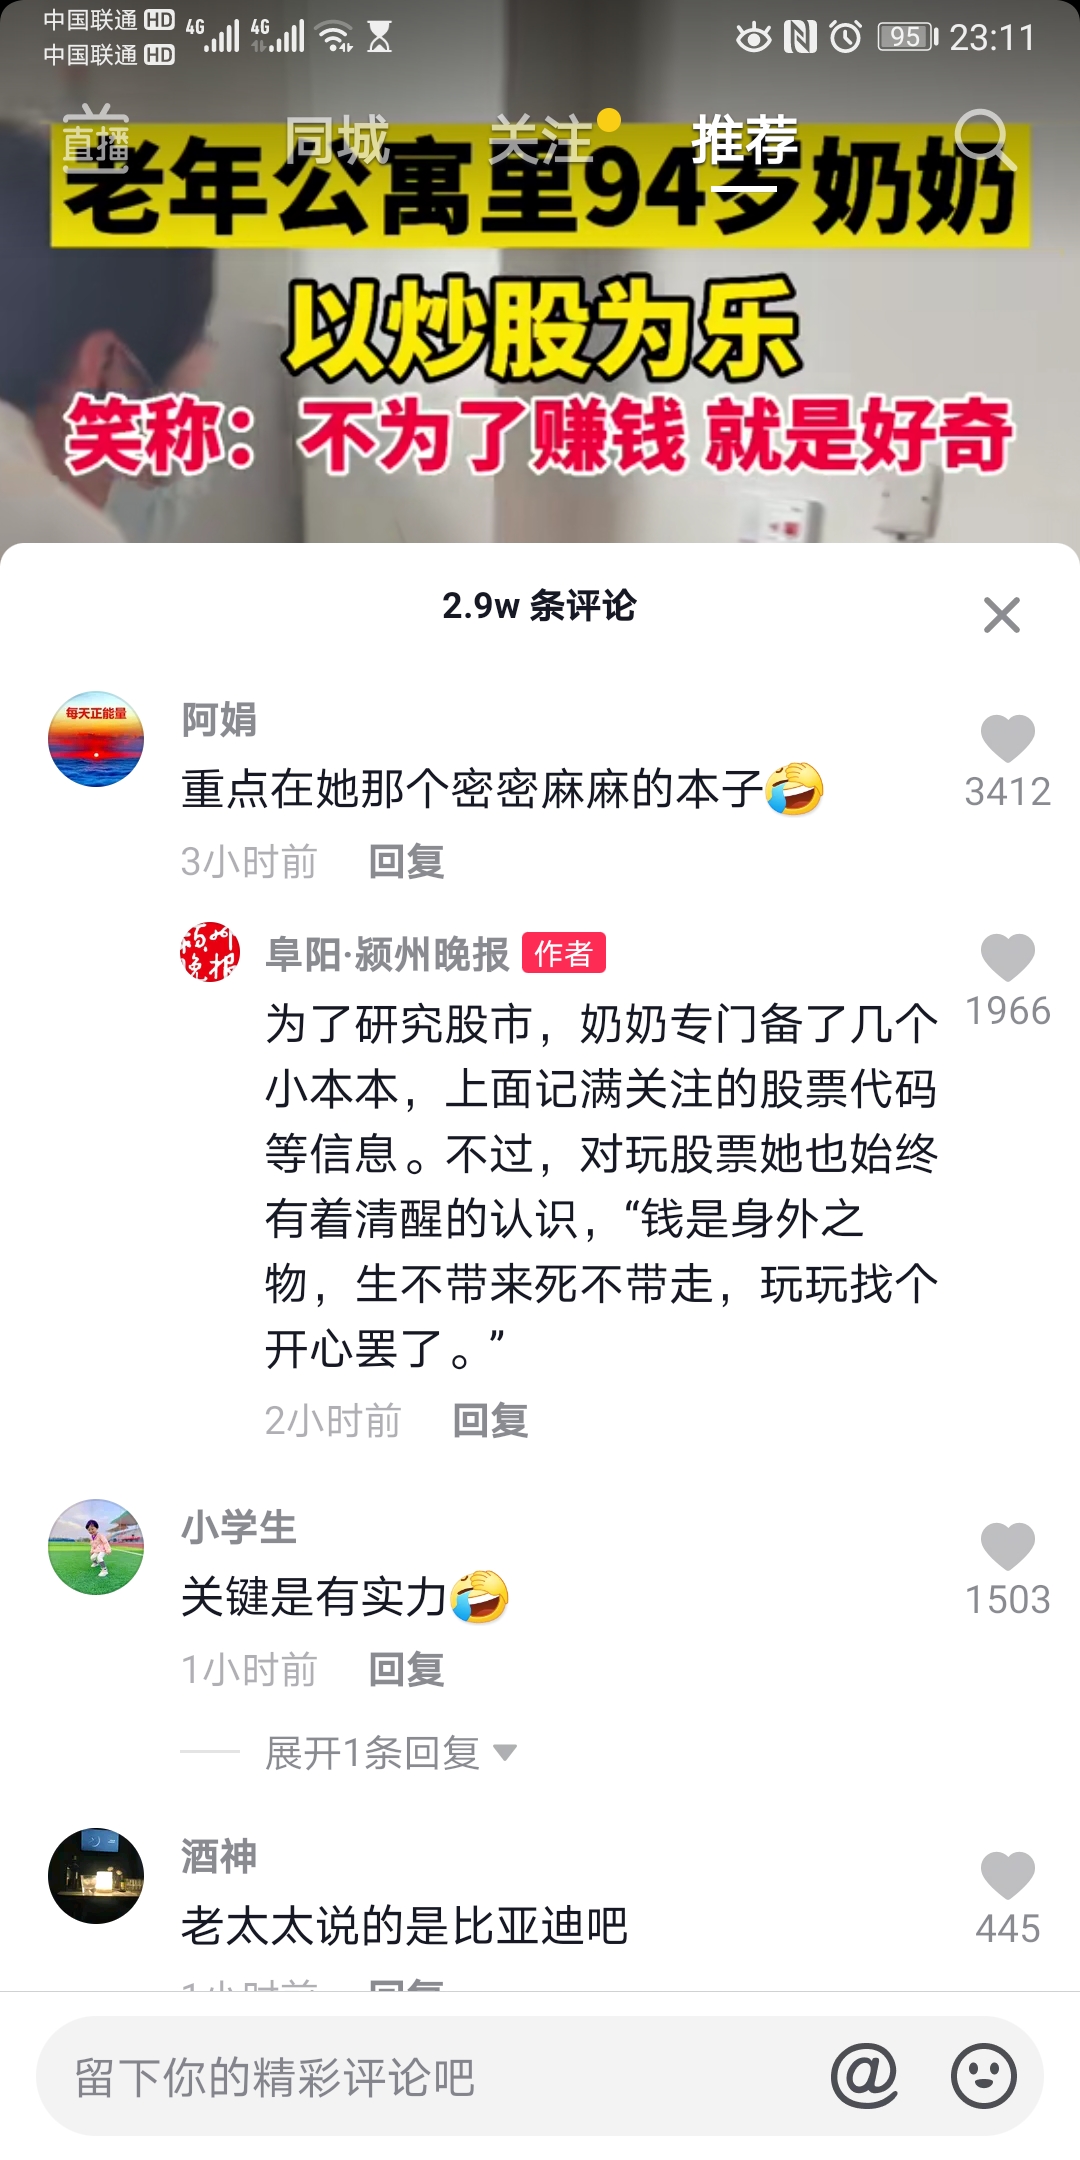 中国联通 HD 4G 4G 95 23:11
中国联通 HD
直播 同城 关注 推荐
老年公寓里94岁奶奶
以炒股为乐
笑称：不为了赚钱 就是好奇
2.9w 条评论
每天正能量
阿娟
重点在她那个密密麻麻的本子🤣
3412
3小时前 回复
颍州晚报
阜阳·颍州晚报 作者
为了研究股市，奶奶专门备了几个
1966
小本本，上面记满关注的股票代码
等信息。不过，对玩股票她也始终
有着清醒的认识，“钱是身外之
物，生不带来死不带走，玩玩找个
开心罢了。”
2小时前 回复
小学生
关键是有实力🤣
1503
1小时前 回复
展开1条回复
酒神
老太太说的是比亚迪吧
445
1小时前 回复
留下你的精彩评论吧 @